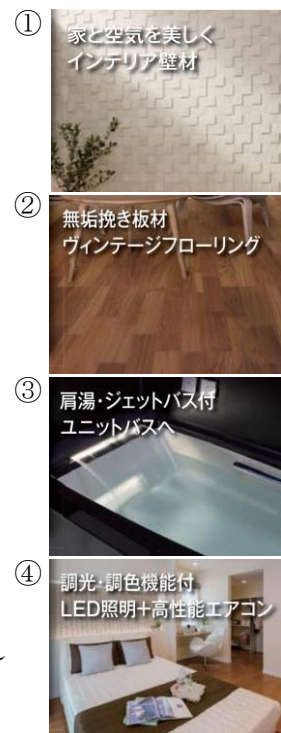 ①
家と空気を美しく
インテリア壁材
②
無垢挽き板材
ヴィンテージフローリング
③
肩湯・ジェットバス付
ユニットバスへ
④
調光・調色機能付
LED照明+高性能エアコン